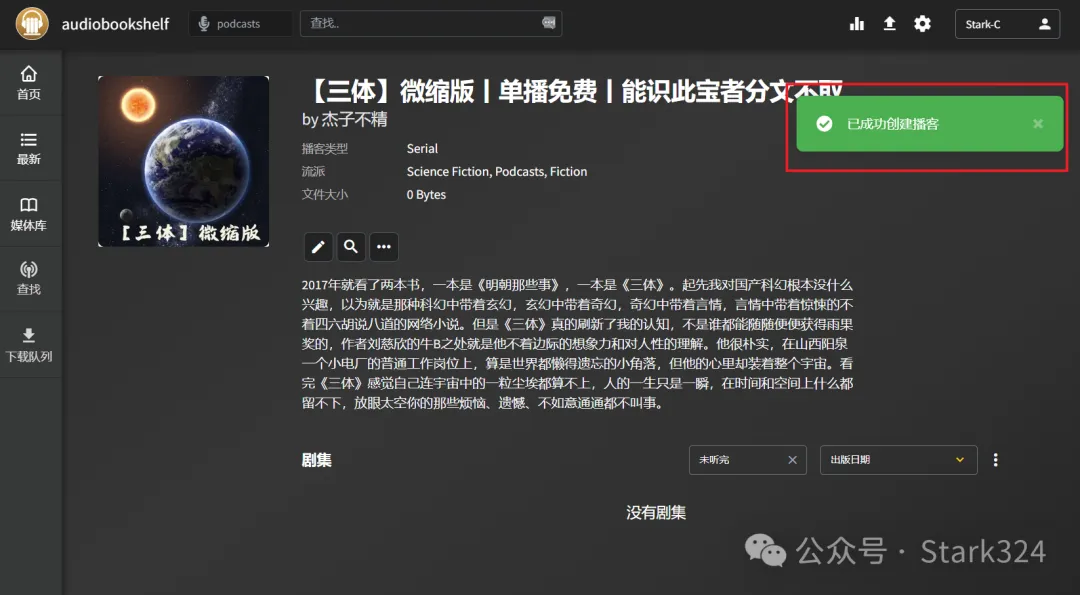 audiobookshelf
podcasts
查找..
Stark-C
首页
最新
媒体库
查找
下载队列
【三体】微缩版
【三体】微缩版丨单播免费丨能识此宝者分文不取
by 杰子不精
已成功创建播客
播客类型 Serial
流派 Science Fiction, Podcasts, Fiction
文件大小 0 Bytes
2017年就看了两本书，一本是《明朝那些事》，一本是《三体》。起先我对国产科幻根本没什么
兴趣，以为就是那种科幻中带着玄幻，玄幻中带着奇幻，奇幻中带着言情，言情中带着惊悚的不
着四六胡说八道的网络小说。但是《三体》真的刷新了我的认知，不是谁都能随随便便获得雨果
奖的，作者刘慈欣的牛B之处就是他不着边际的想象力和对人性的理解。他很朴实，在山西阳泉
一个小电厂的普通工作岗位上，算是世界都懒得遗忘的小角落，但他的心里却装着整个宇宙。看
完《三体》感觉自己连宇宙中的一粒尘埃都算不上，人的一生只是一瞬，在时间和空间上什么都
留不下，放眼太空你的那些烦恼、遗憾、不如意通通都不叫事。
剧集
未听完
出版日期
没有剧集
公众号 · Stark324